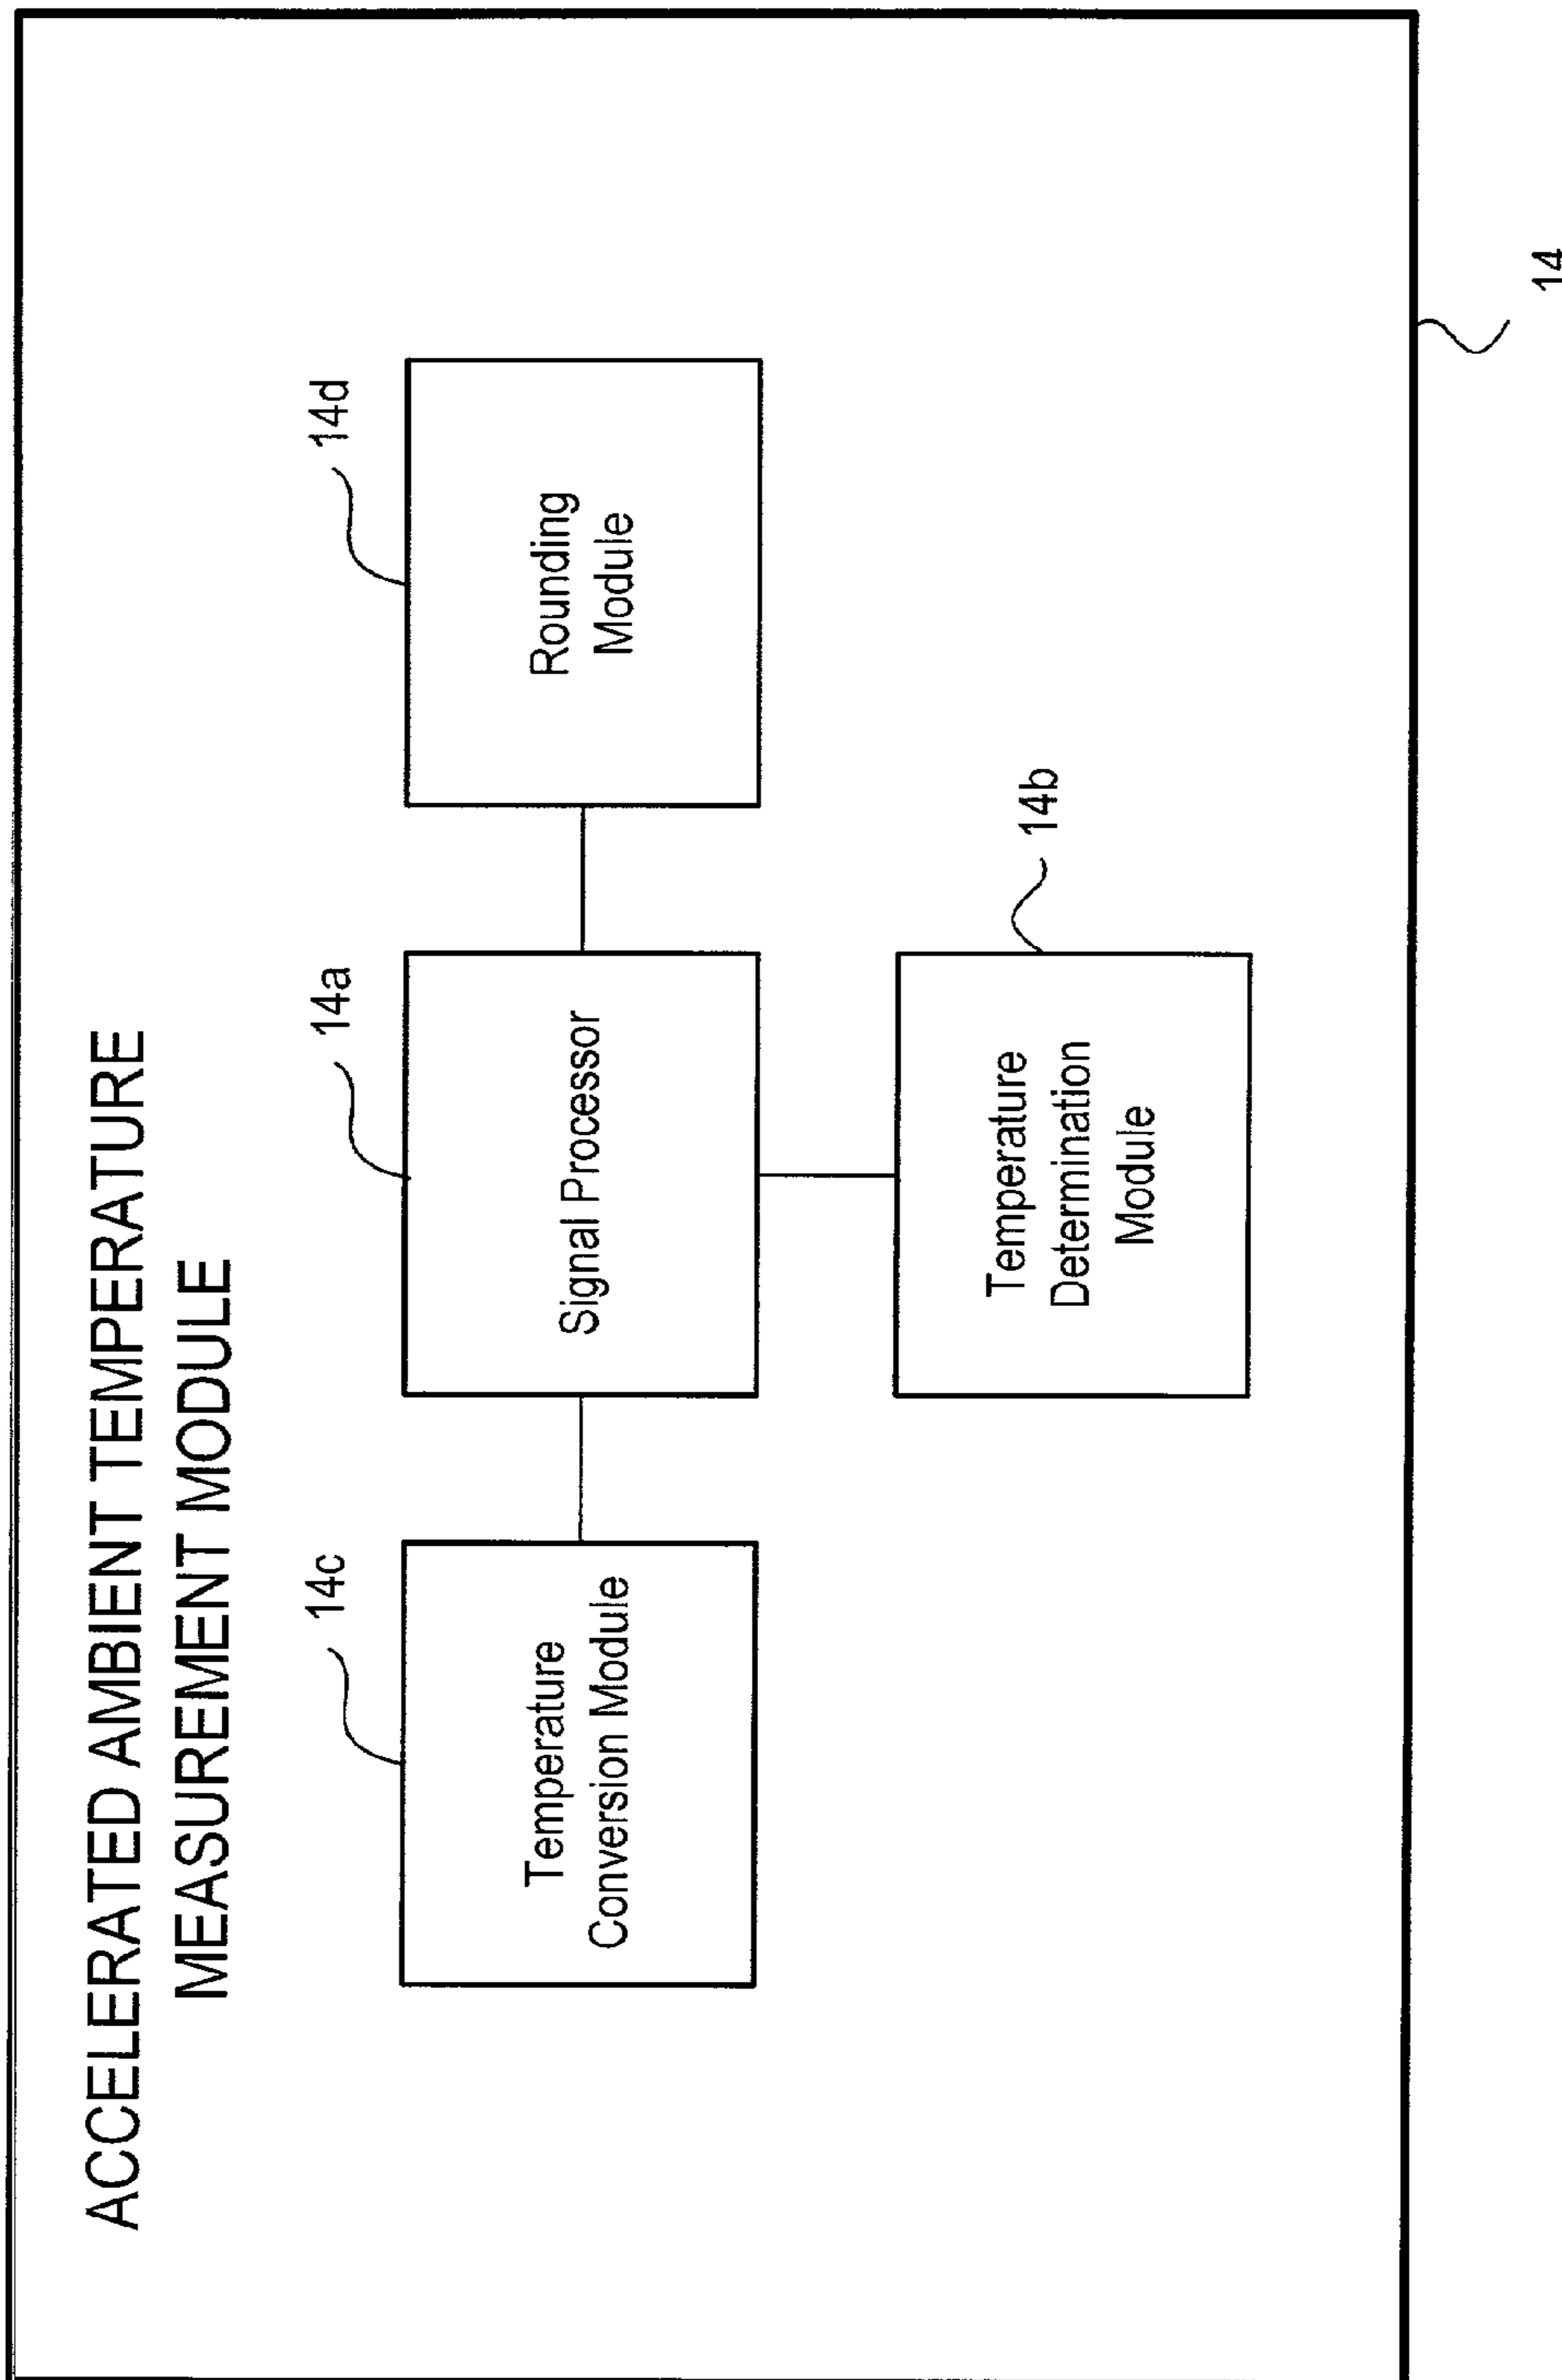 ACCELERATED AMBIENT TEMPERATURE
MEASUREMENT MODULE
14c
14a
14d
Temperature
Conversion Module
Signal Processor
Rounding
Module
14b
Temperature
Determination
Module
14